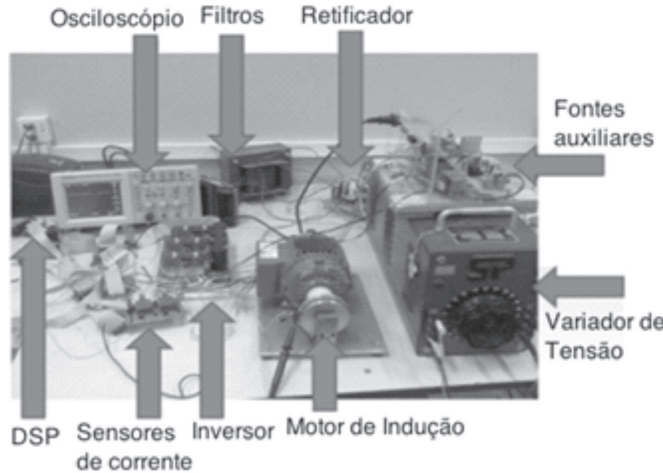 Osciloscópio Filtros Retificador
Fontes
auxiliares
Variador de
Tensão
DSP Sensores
de corrente
Inversor Motor de Indução